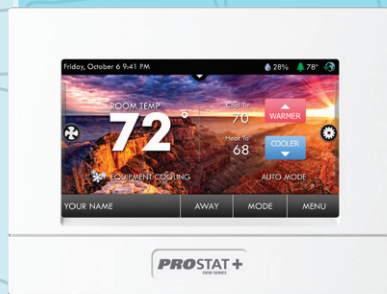 Friday, October 6 9:41 PM 28% 78°
ROOM TEMP
72°
Cool To
70
WARMER
Heat To
68
COOLER
EQUIPMENT COOLING
AUTO MODE
YOUR NAME AWAY MODE MENU
PROSTAT+